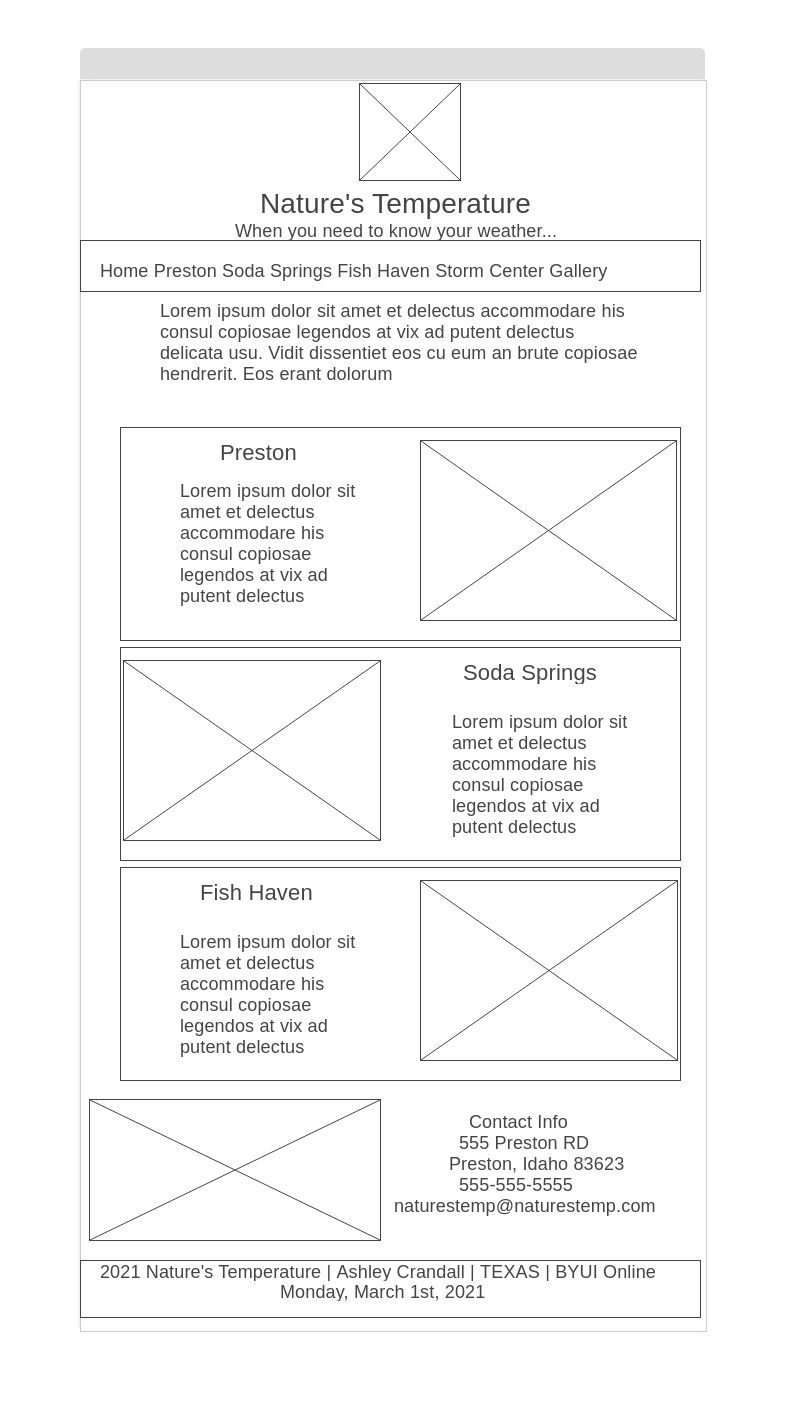 Nature's Temperature
When you need to know your weather...
Home Preston Soda Springs Fish Haven Storm Center Gallery
Lorem ipsum dolor sit amet et delectus accommodare his
consul copiosae legendos at vix ad putent delectus
delicata usu. Vidit dissentiet eos cu eum an brute copiosae
hendrerit. Eos erant dolorum
Preston
Lorem ipsum dolor sit
amet et delectus
accommodare his
consul copiosae
legendos at vix ad
putent delectus
Soda Springs
Lorem ipsum dolor sit
amet et delectus
accommodare his
consul copiosae
legendos at vix ad
putent delectus
Fish Haven
Lorem ipsum dolor sit
amet et delectus
accommodare his
consul copiosae
legendos at vix ad
putent delectus
Contact Info
555 Preston RD
Preston, Idaho 83623
555-555-5555
naturestemp@naturestemp.com
2021 Nature's Temperature | Ashley Crandall | TEXAS | BYUI Online
Monday, March 1st, 2021